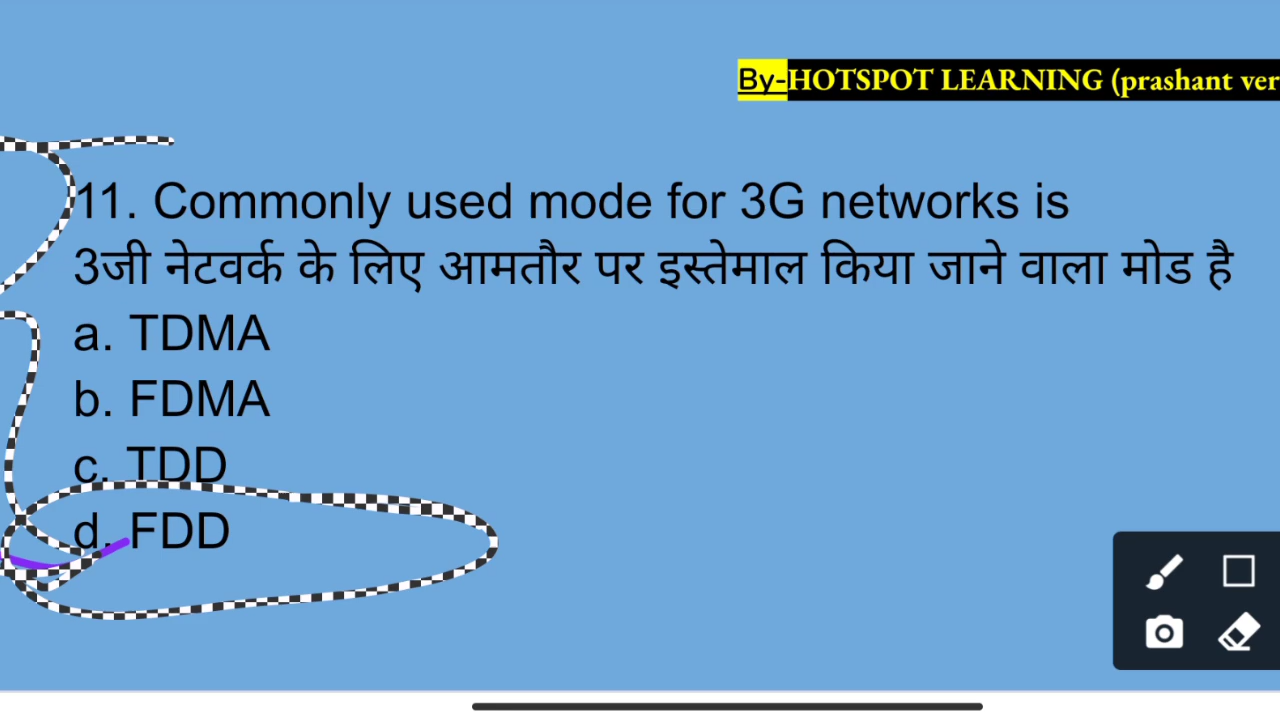 By-HOTSPOT LEARNING (prashant ver
11. Commonly used mode for 3G networks is
3जी नेटवर्क के लिए आमतौर पर इस्तेमाल किया जाने वाला मोड है
a. TDMA
b. FDMA
c. TDD
d. FDD